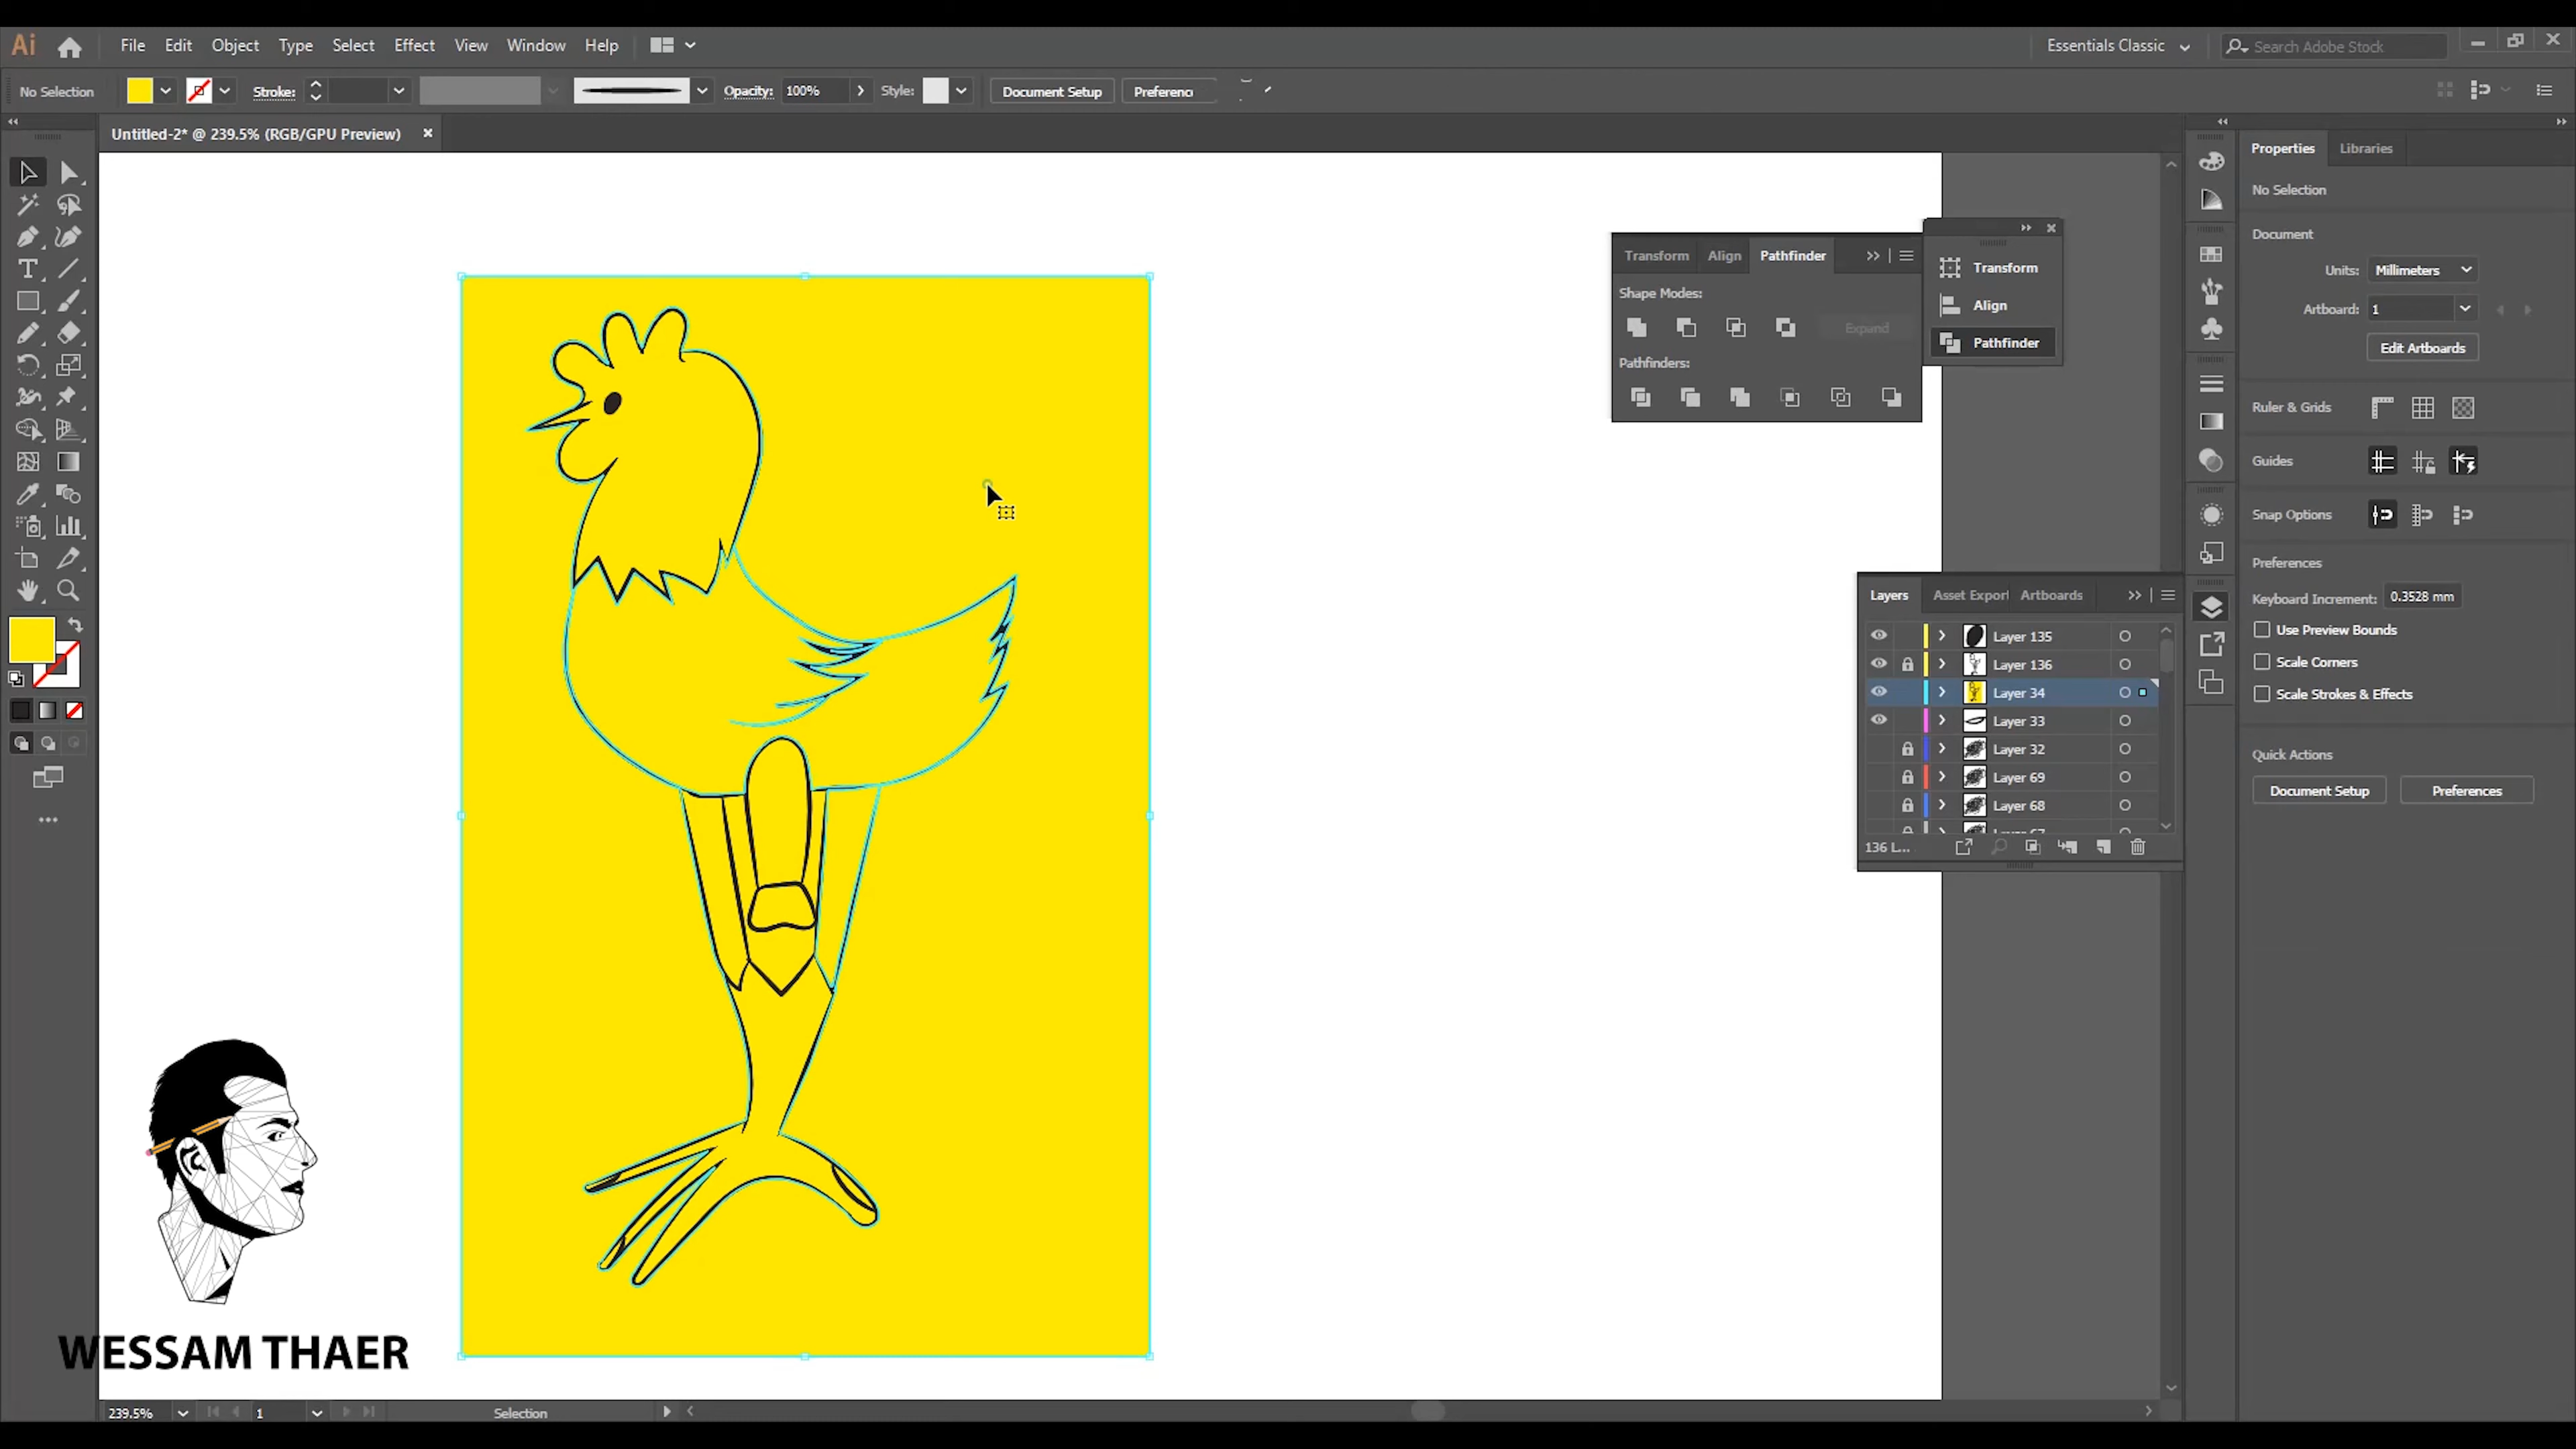 Ai File Edit Object Type Select Effect View Window Help Essentials Classic Search Adobe Stock
No Selection Stroke: Opacity: 100% Style: Document Setup Preferenc
Untitled-2* @ 239.5% (RGB/GPU Preview)
Properties Libraries
No Selection
Document
Units: Millimeters
Artboard: 1
Edit Artboards
Ruler & Grids
Guides
Snap Options
Preferences
Keyboard Increment: 0.3528 mm
Use Preview Bounds
Scale Corners
Scale Strokes & Effects
Quick Actions
Document Setup Preferences
Transform Align Pathfinder
Shape Modes:
Expand
Pathfinders:
Transform
Align
Pathfinder
Layers Asset Export Artboards
Layer 135
Layer 136
Layer 34
Layer 33
Layer 32
Layer 69
Layer 68
Layer 67
136 L...
WESSAM THAER
239.5% 1 Selection